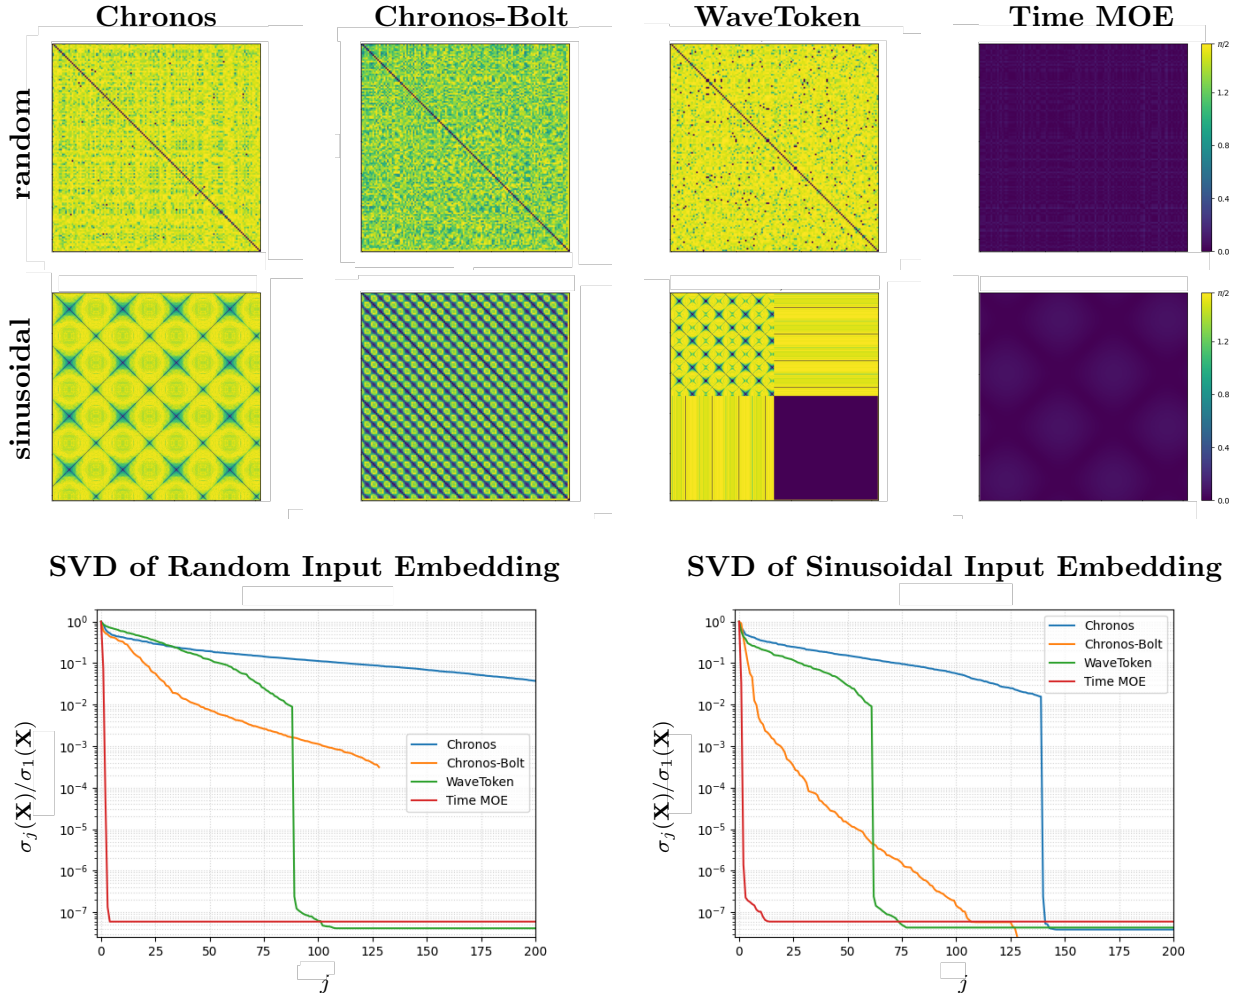 Chronos Chronos-Bolt WaveToken Time MOE
random
π/2
1.2
0.8
0.4
0.0
sinusoidal
π/2
1.2
0.8
0.4
0.0
SVD of Random Input Embedding
σj(X)/σ1(X)
10^0
10^-1
10^-2
10^-3
10^-4
10^-5
10^-6
10^-7
Chronos
Chronos-Bolt
WaveToken
Time MOE
0 25 50 75 100 125 150 175 200
j
SVD of Sinusoidal Input Embedding
σj(X)/σ1(X)
10^0
10^-1
10^-2
10^-3
10^-4
10^-5
10^-6
10^-7
Chronos
Chronos-Bolt
WaveToken
Time MOE
0 25 50 75 100 125 150 175 200
j